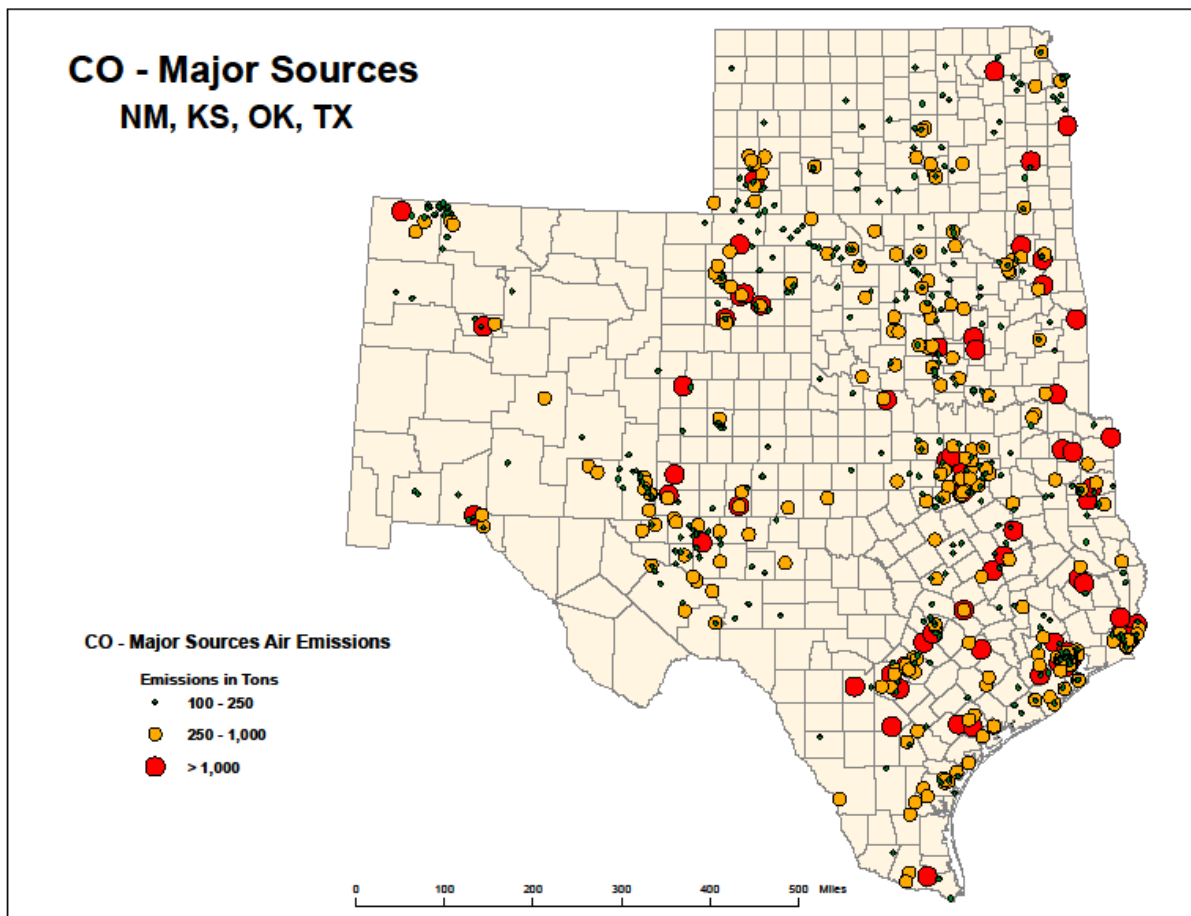 CO - Major Sources
NM, KS, OK, TX
CO - Major Sources Air Emissions
Emissions in Tons
100 - 250
250 - 1,000
> 1,000
0 100 200 300 400 500 Miles